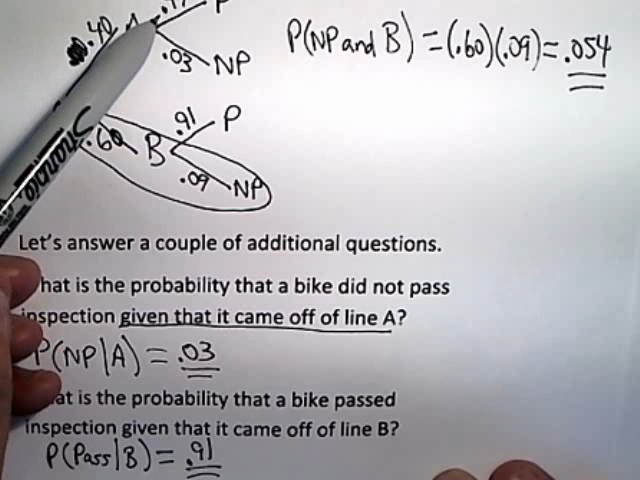 .40
P
P(NP and B) = (.60)(.09) = .054
.03 NP
.91 P
.60 B
.09 NP
Let's answer a couple of additional questions.
hat is the probability that a bike did not pass
inspection given that it came off of line A?
P(NP|A) = .03
at is the probability that a bike passed
inspection given that it came off of line B?
P(Pass|B) = .91